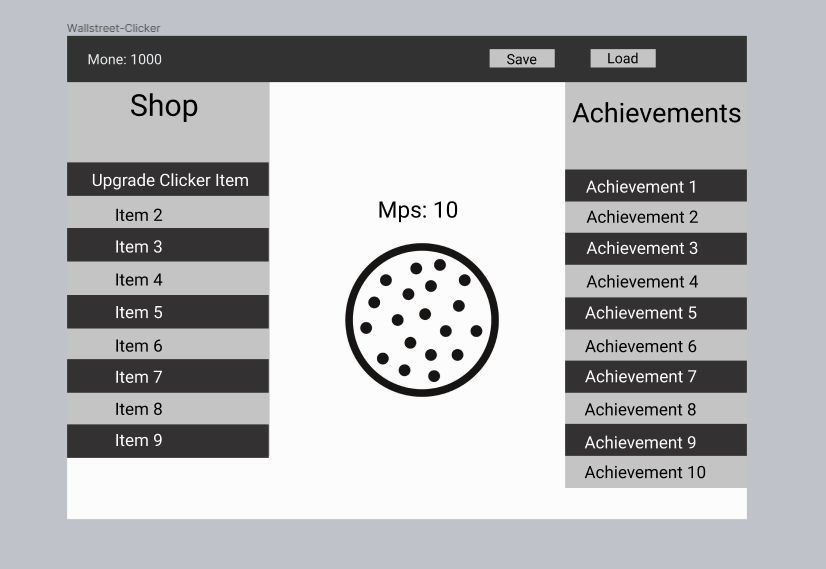 Wallstreet-Clicker
Mone: 1000
Save
Load
Shop
Upgrade Clicker Item
Item 2
Item 3
Item 4
Item 5
Item 6
Item 7
Item 8
Item 9
Mps: 10
Achievements
Achievement 1
Achievement 2
Achievement 3
Achievement 4
Achievement 5
Achievement 6
Achievement 7
Achievement 8
Achievement 9
Achievement 10